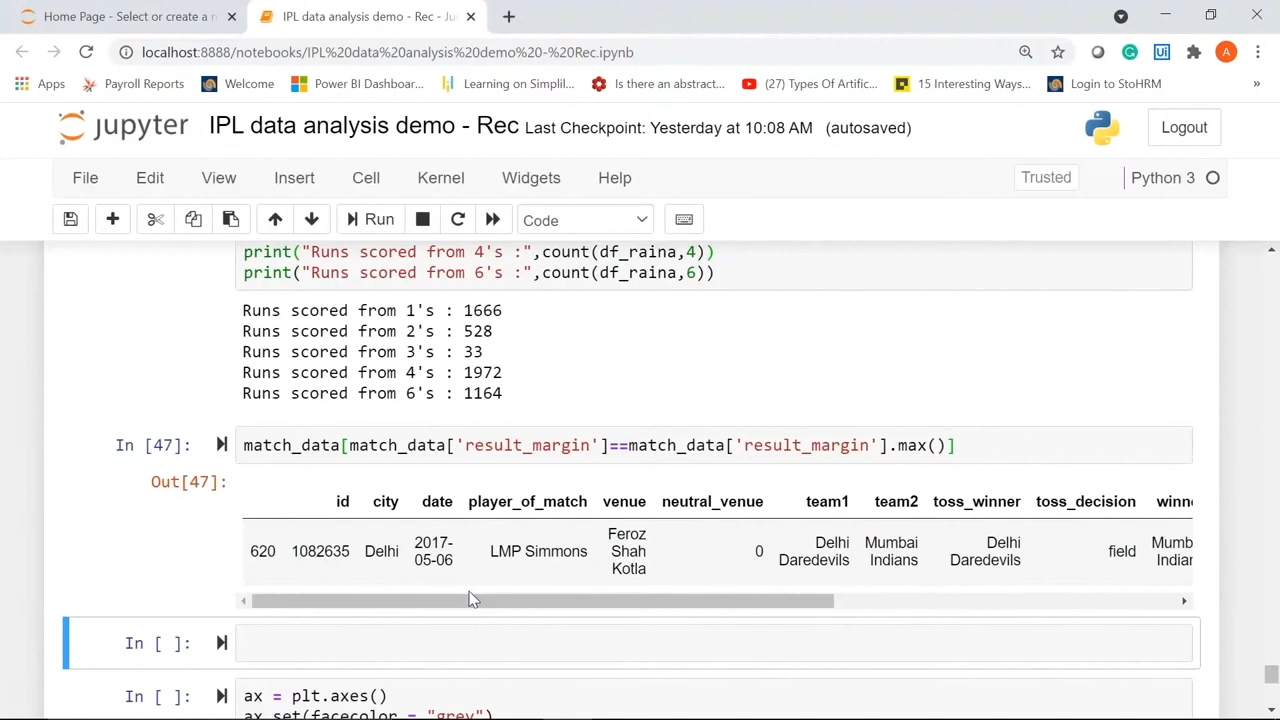 Home Page - Select or create a n
IPL data analysis demo - Rec - Ju
localhost:8888/notebooks/IPL%20data%20analysis%20demo%20-%20Rec.ipynb
A
Apps
Payroll Reports
Welcome
Power BI Dashboar...
Learning on Simplil...
Is there an abstrac...
(27) Types Of Artific...
15 Interesting Ways...
Login to StoHRM
»
jupyter IPL data analysis demo - Rec Last Checkpoint: Yesterday at 10:08 AM (autosaved)
Logout
File Edit View Insert Cell Kernel Widgets Help
Trusted
Python 3
Run
Code
print("Runs scored from 4's :",count(df_raina,4))
print("Runs scored from 6's :",count(df_raina,6))
Runs scored from 1's : 1666
Runs scored from 2's : 528
Runs scored from 3's : 33
Runs scored from 4's : 1972
Runs scored from 6's : 1164
In [47]: match_data[match_data['result_margin']==match_data['result_margin'].max()]
Out[47]:
id city date player_of_match venue neutral_venue team1 team2 toss_winner toss_decision winne
620 1082635 Delhi 2017-05-06 LMP Simmons Feroz Shah Kotla 0 Delhi Daredevils Mumbai Indians Delhi Daredevils field Mumb Indian
In [ ]:
In [ ]: ax = plt.axes()
ax.set(facecolor = "grey")